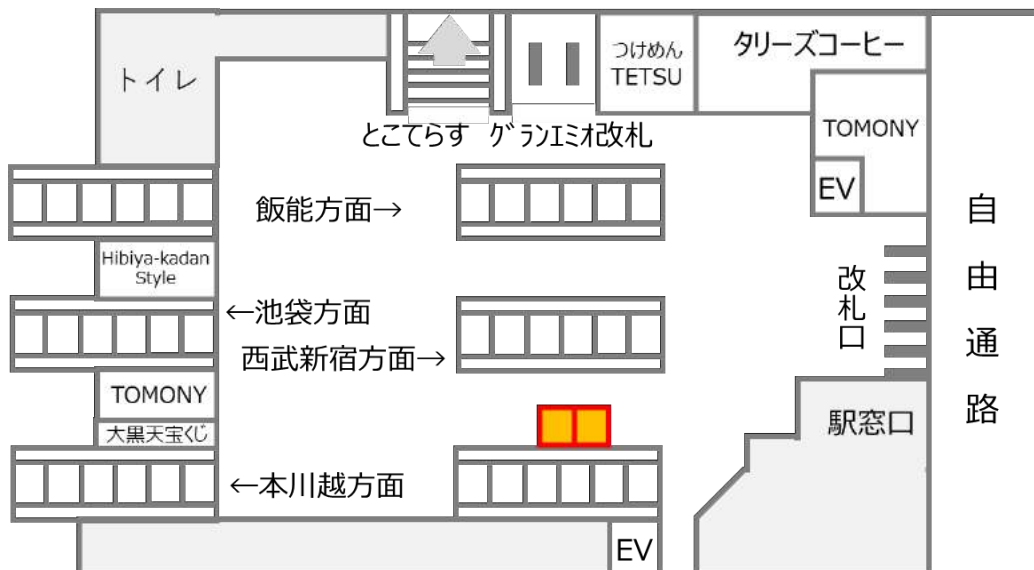 トイレ
つけめん
TETSU
タリーズコーヒー
とこてらす
グランエミオ改札
TOMONY
EV
飯能方面→
自由通路
Hibiya-kadan
Style
←池袋方面
改札口
西武新宿方面→
TOMONY
大黒天宝くじ
駅窓口
←本川越方面
EV